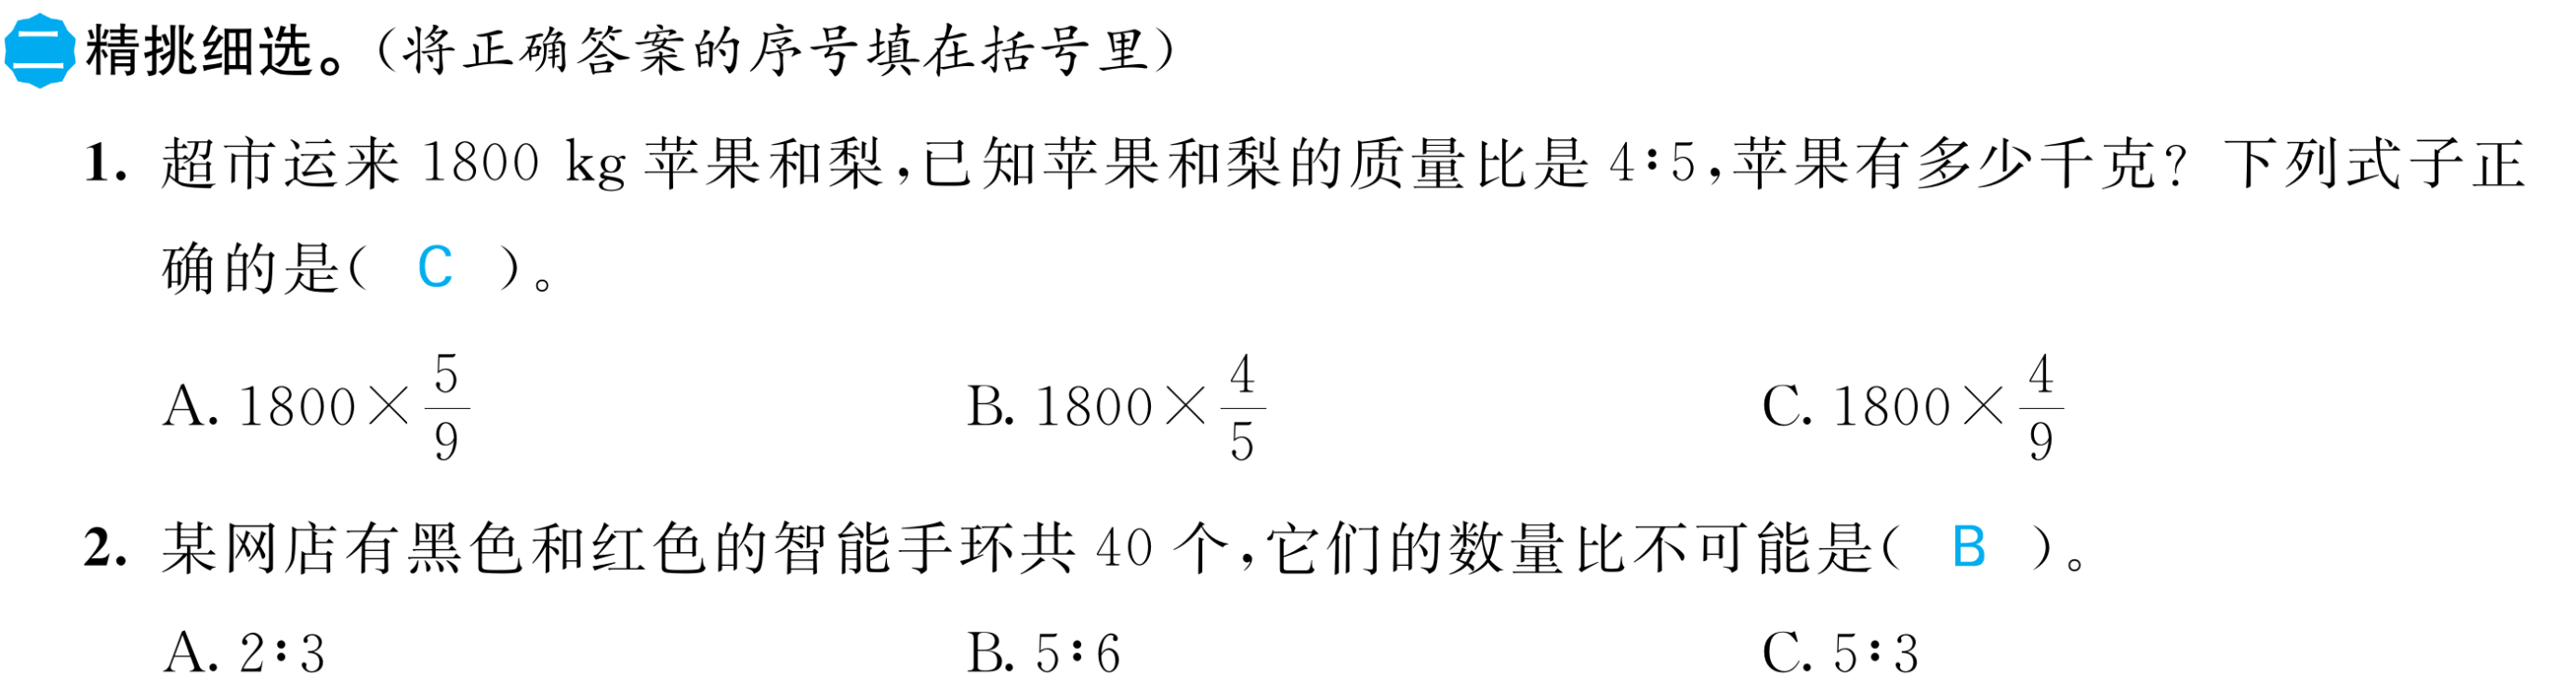 二 精挑细选。（将正确答案的序号填在括号里）
1. 超市运来 1800 kg 苹果和梨，已知苹果和梨的质量比是 4∶5，苹果有多少千克？下列式子正
确的是（ C ）。
A. 1800×5/9 B. 1800×4/5 C. 1800×4/9
2. 某网店有黑色和红色的智能手环共 40 个，它们的数量比不可能是（ B ）。
A. 2∶3 B. 5∶6 C. 5∶3